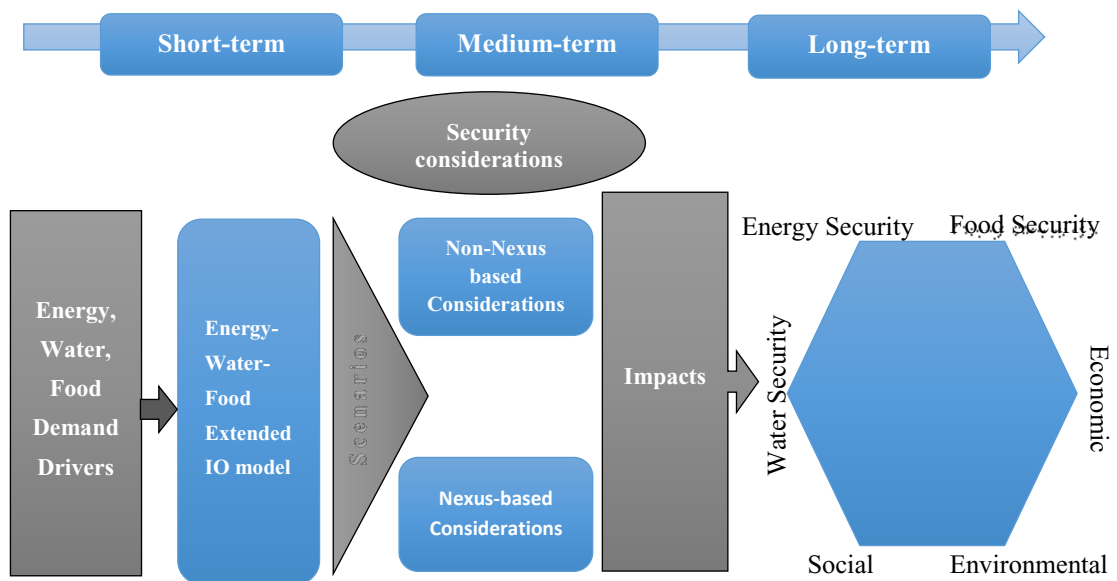 Short-term
Medium-term
Long-term
Security
considerations
Energy,
Water,
Food
Demand
Drivers
Energy-
Water-
Food
Extended
IO model
Scenarios
Non-Nexus
based
Considerations
Nexus-based
Considerations
Impacts
Energy Security
Food Security
Water Security
Economic
Social
Environmental